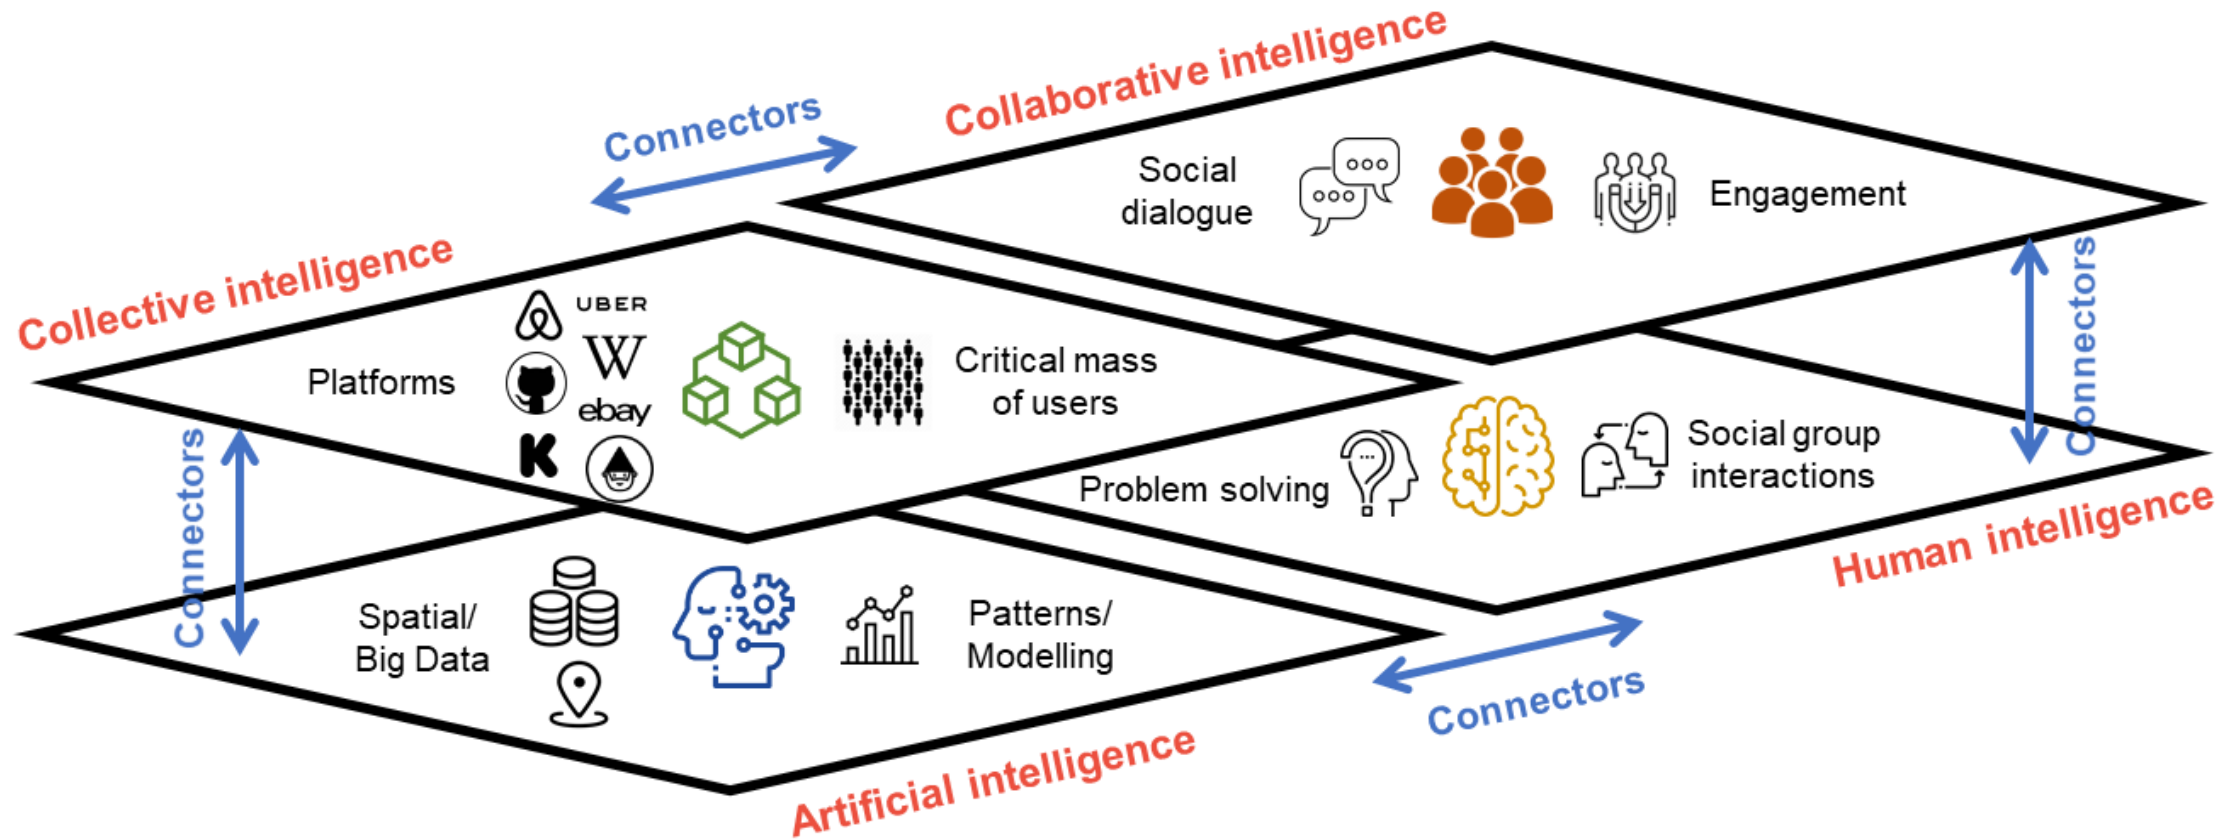 Collaborative intelligence
Connectors
Social
dialogue
Engagement
Collective intelligence
Connectors
UBER
W
Platforms
ebay
K
Critical mass
of users
Problem solving
Social group
interactions
Connectors
Human intelligence
Spatial/
Big Data
Patterns/
Modelling
Connectors
Artificial intelligence